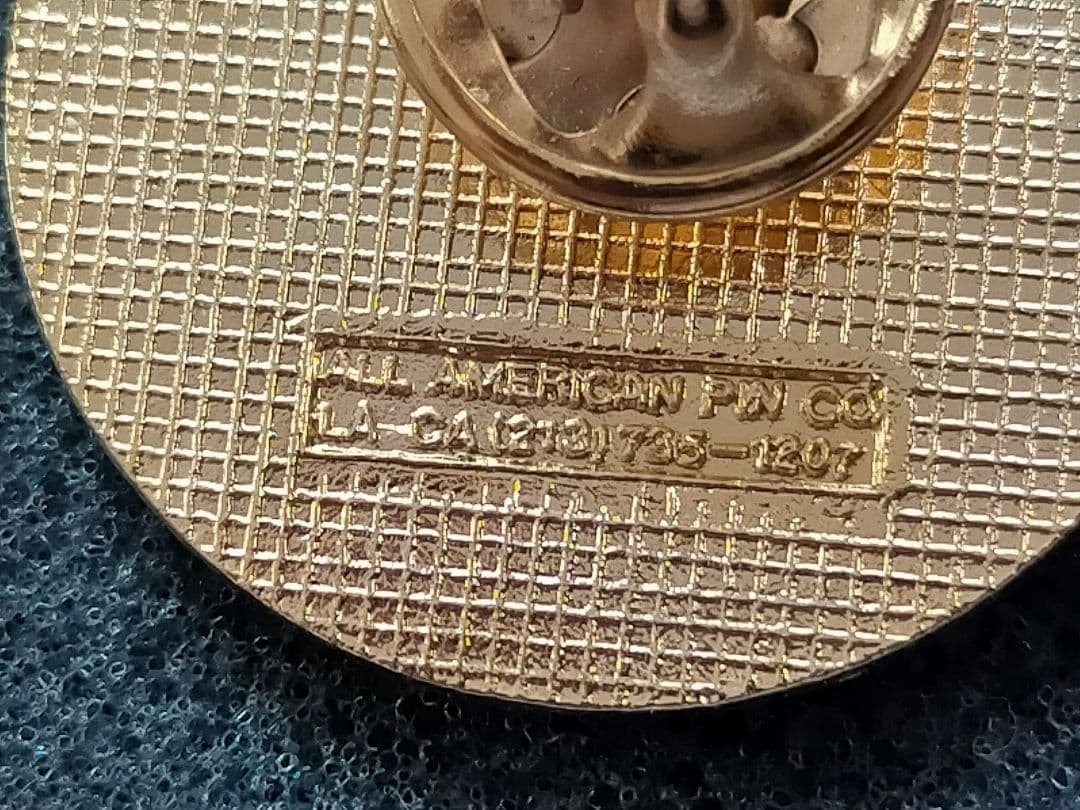 ALL AMERICAN PIN CO
LA-CA (213) 735-1207